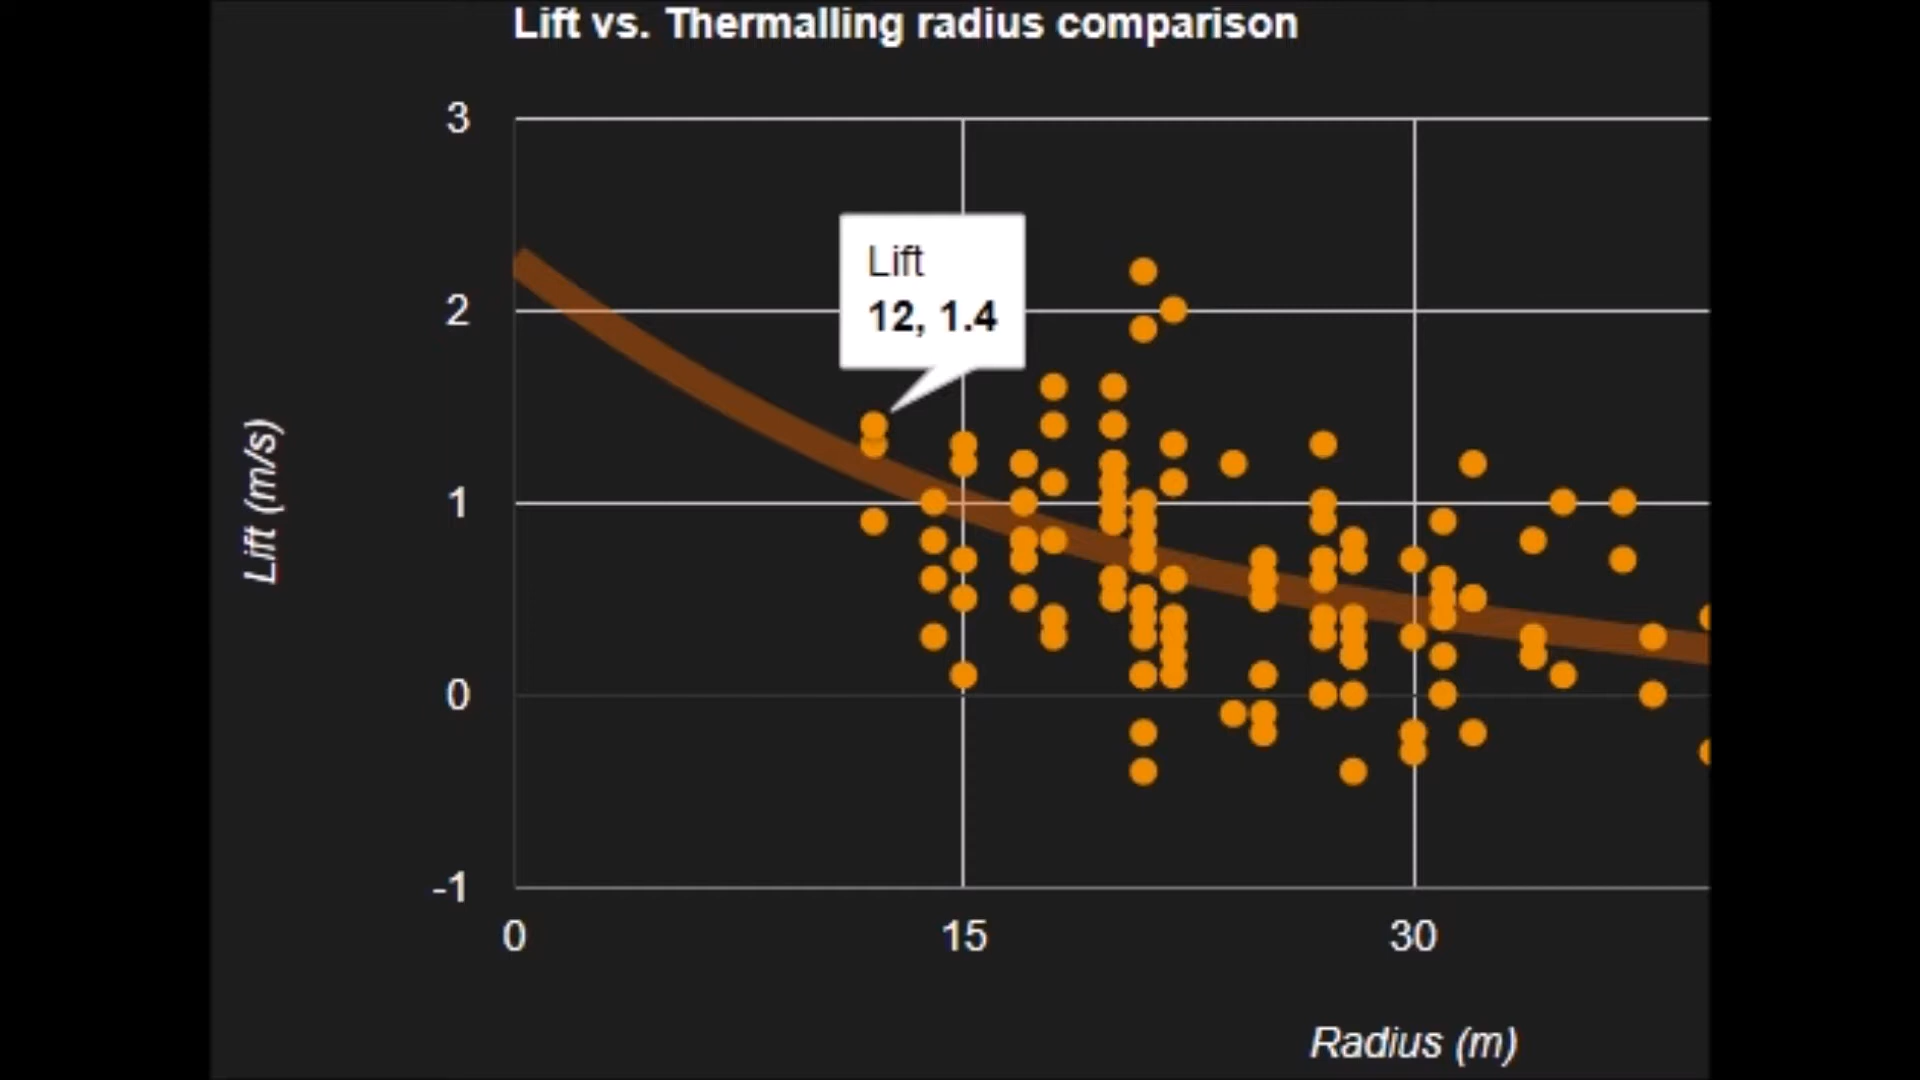 Lift vs. Thermalling radius comparison
3
Lift
12, 1.4
2
1
0
-1
Lift (m/s)
0 15 30
Radius (m)